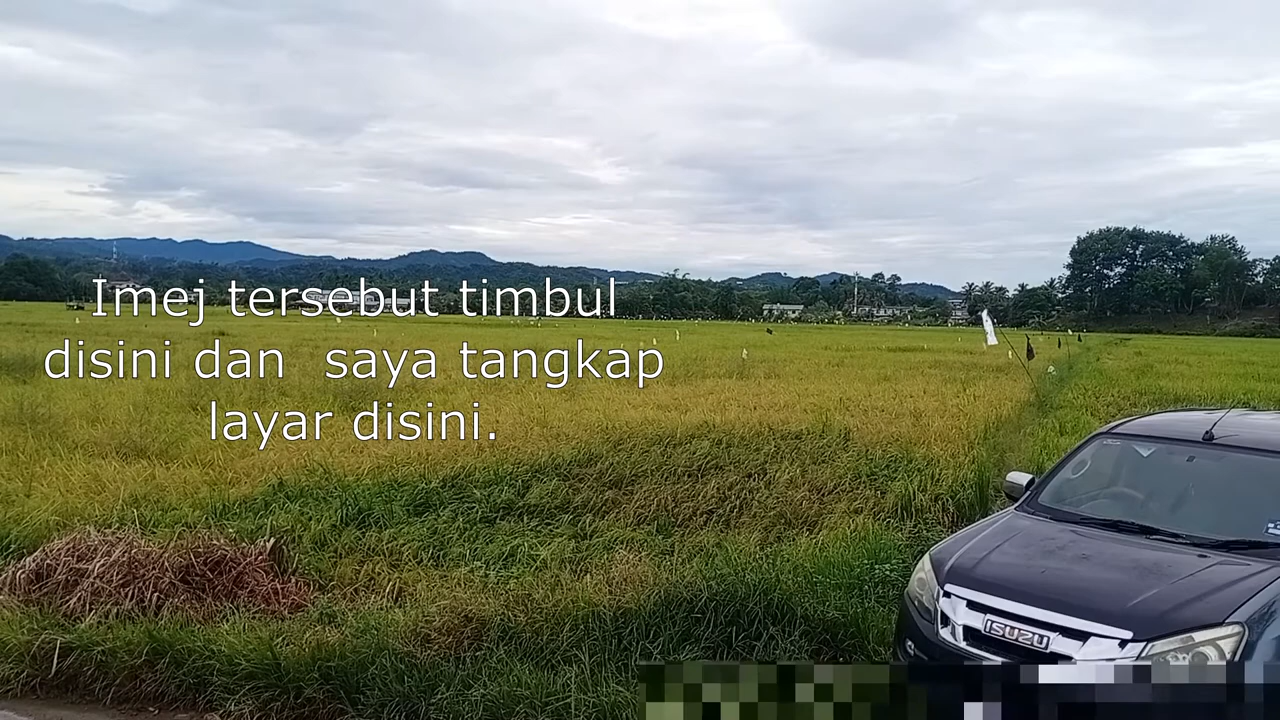 Imej tersebut timbul
disini dan  saya tangkap
layar disini.
ISUZU